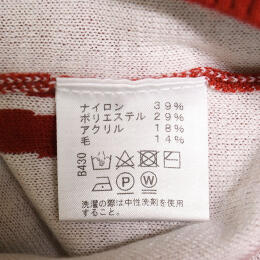 ナイロン 39%
ポリエステル 29%
アクリル 18%
毛 14%
B430
P W
洗濯の際は中性洗剤を使用
すること。